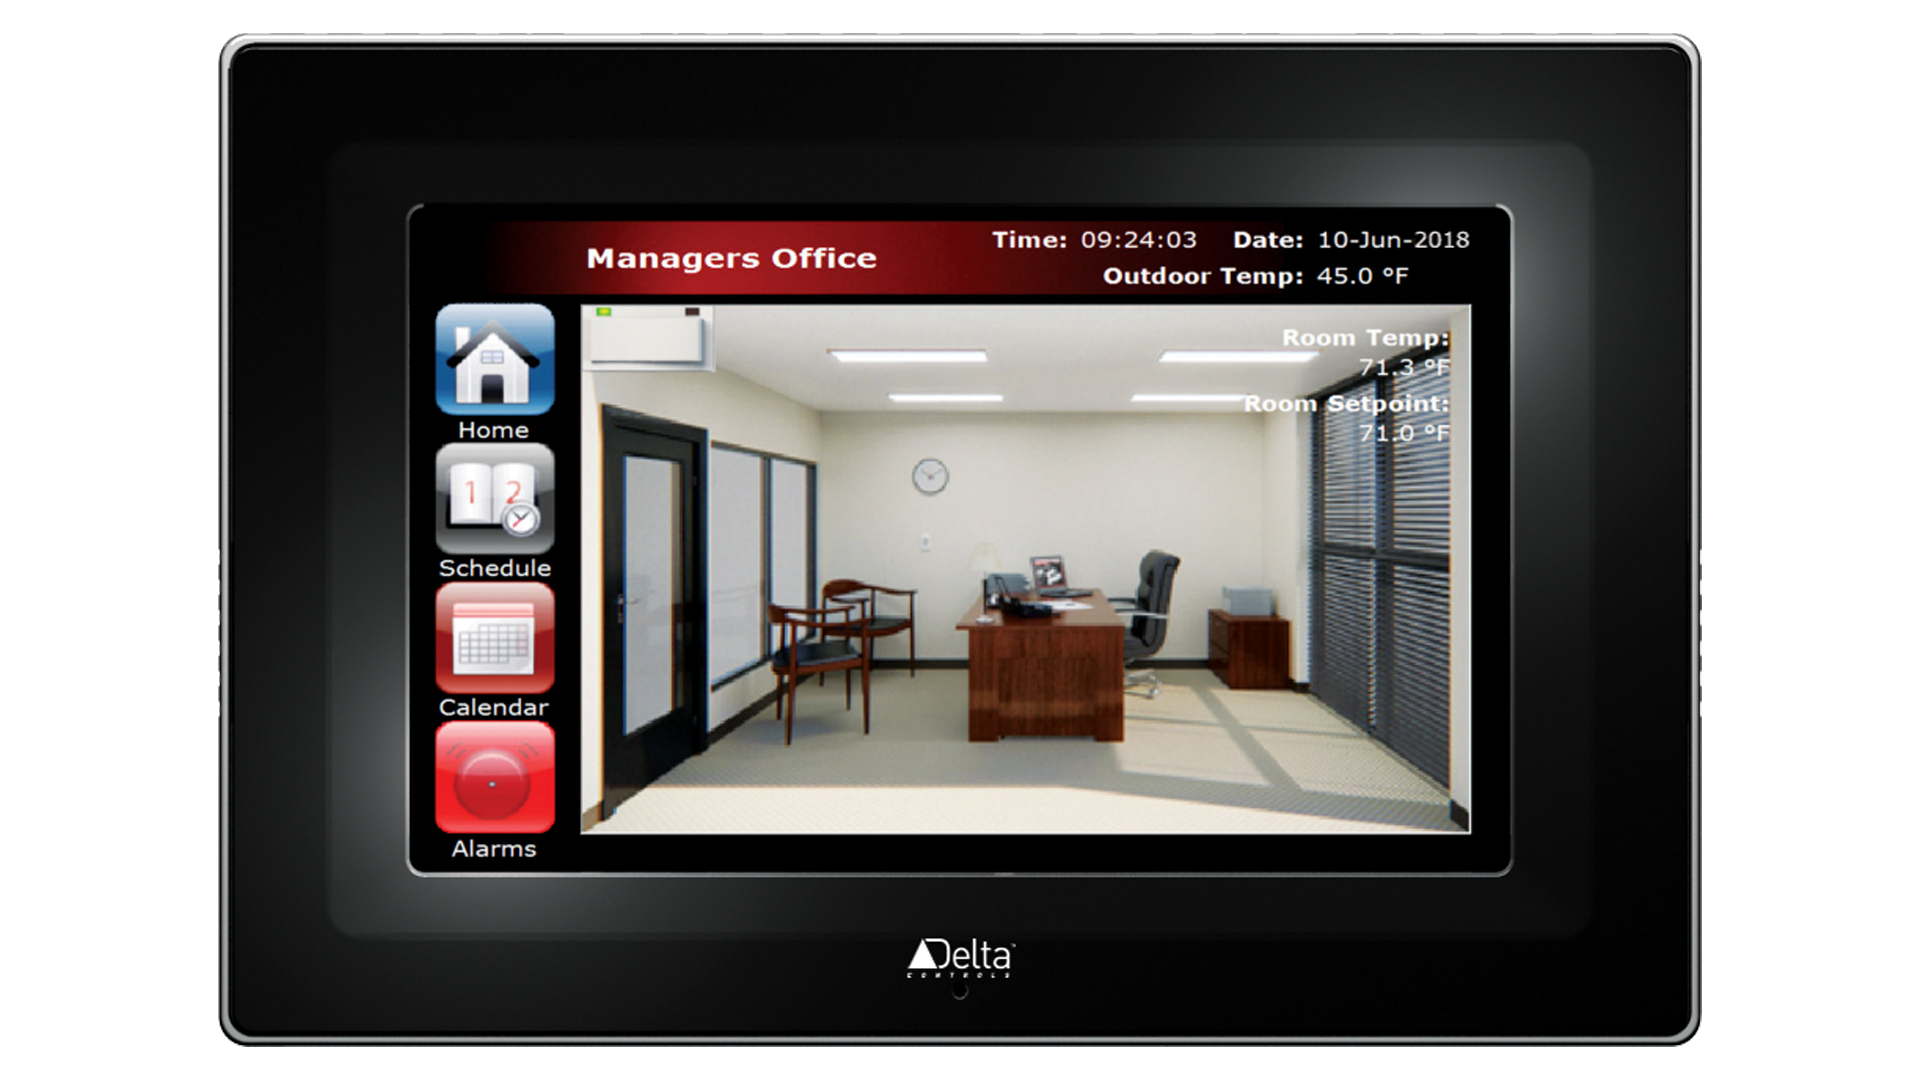 Managers Office
Time: 09:24:03 Date: 10-Jun-2018
Outdoor Temp: 45.0 °F
Room Temp:
71.3 °F
Room Setpoint:
71.0 °F
Home
1 2
Schedule
Calendar
Alarms
Delta™
CONTROLS